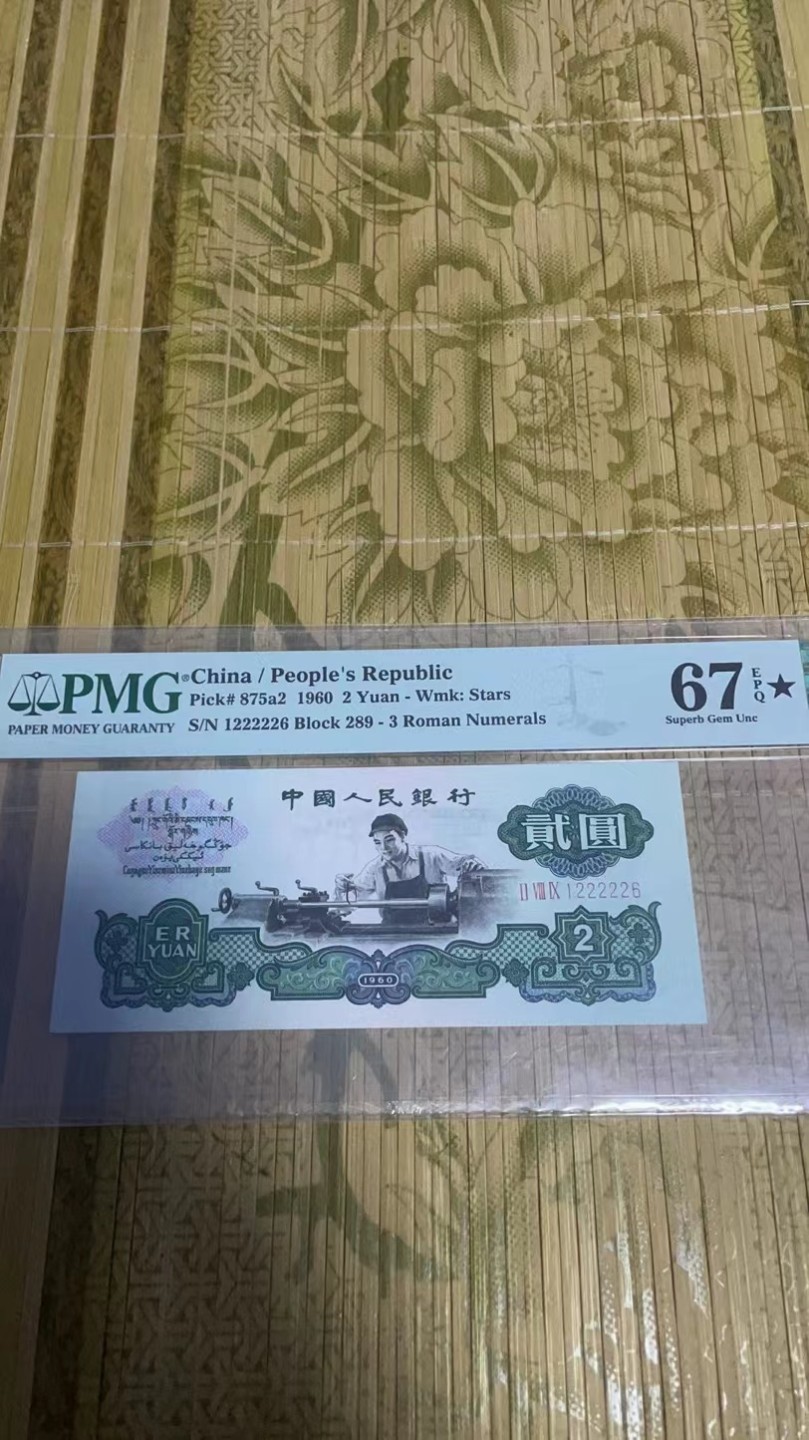 PMG
PAPER MONEY GUARANTY
China / People's Republic
Pick# 875a2 1960 2 Yuan - Wmk: Stars
S/N 1222226 Block 289 - 3 Roman Numerals
67 EPQ ★
Superb Gem Unc
中國人民銀行
貳圓
II VIII IX 1222226
ER
YUAN
2
1960